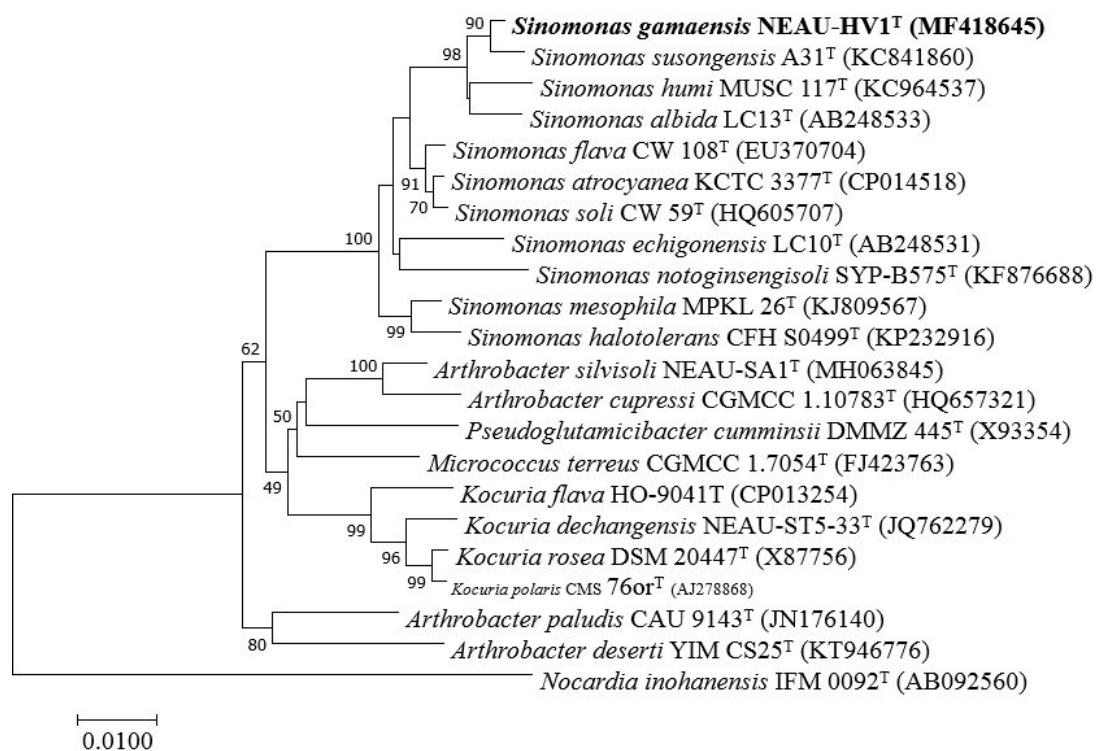 90
Sinomonas gamaensis NEAU-HV1ᵀ (MF418645)
98
Sinomonas susongensis A31ᵀ (KC841860)
Sinomonas humi MUSC 117ᵀ (KC964537)
Sinomonas albida LC13ᵀ (AB248533)
Sinomonas flava CW 108ᵀ (EU370704)
91
Sinomonas atrocyanea KCTC 3377ᵀ (CP014518)
70
Sinomonas soli CW 59ᵀ (HQ605707)
100
Sinomonas echigonensis LC10ᵀ (AB248531)
Sinomonas notoginsengisoli SYP-B575ᵀ (KF876688)
Sinomonas mesophila MPKL 26ᵀ (KJ809567)
99
Sinomonas halotolerans CFH S0499ᵀ (KP232916)
62
100
Arthrobacter silvisoli NEAU-SA1ᵀ (MH063845)
Arthrobacter cupressi CGMCC 1.10783ᵀ (HQ657321)
50
Pseudoglutamicibacter cumminsii DMMZ 445ᵀ (X93354)
Micrococcus terreus CGMCC 1.7054ᵀ (FJ423763)
49
Kocuria flava HO-9041T (CP013254)
99
Kocuria dechangensis NEAU-ST5-33ᵀ (JQ762279)
96
Kocuria rosea DSM 20447ᵀ (X87756)
99
Kocuria polaris CMS 76orᵀ (AJ278868)
Arthrobacter paludis CAU 9143ᵀ (JN176140)
80
Arthrobacter deserti YIM CS25ᵀ (KT946776)
Nocardia inohanensis IFM 0092ᵀ (AB092560)
0.0100